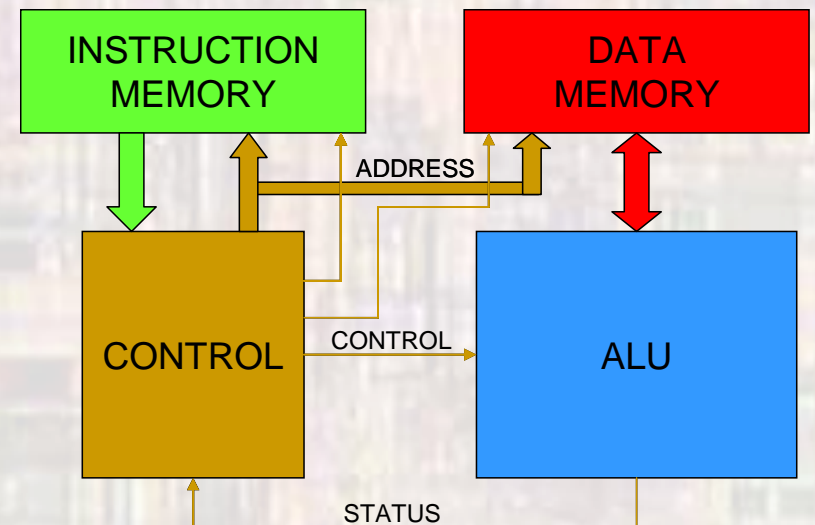 INSTRUCTION
MEMORY
DATA
MEMORY
ADDRESS
CONTROL
CONTROL
ALU
STATUS